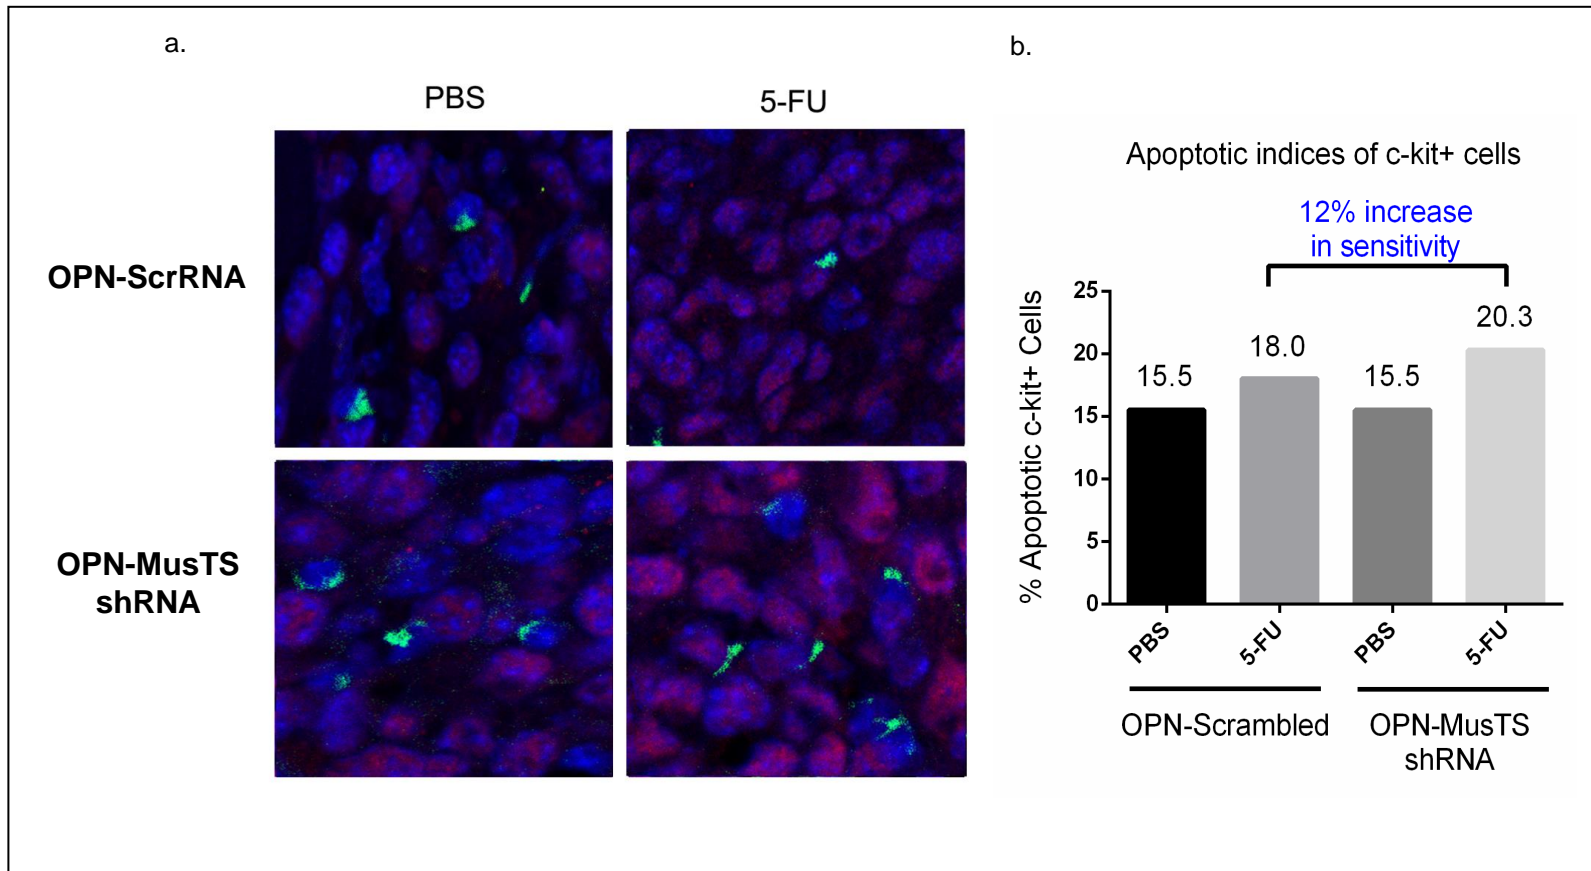 a.
PBS
5-FU
OPN-ScrRNA
OPN-MusTS
shRNA
b.
Apoptotic indices of c-kit+ cells
12% increase
in sensitivity
% Apoptotic c-kit+ Cells
25
20
15
10
5
0
15.5
18.0
15.5
20.3
PBS
5-FU
PBS
5-FU
OPN-Scrambled
OPN-MusTS
shRNA